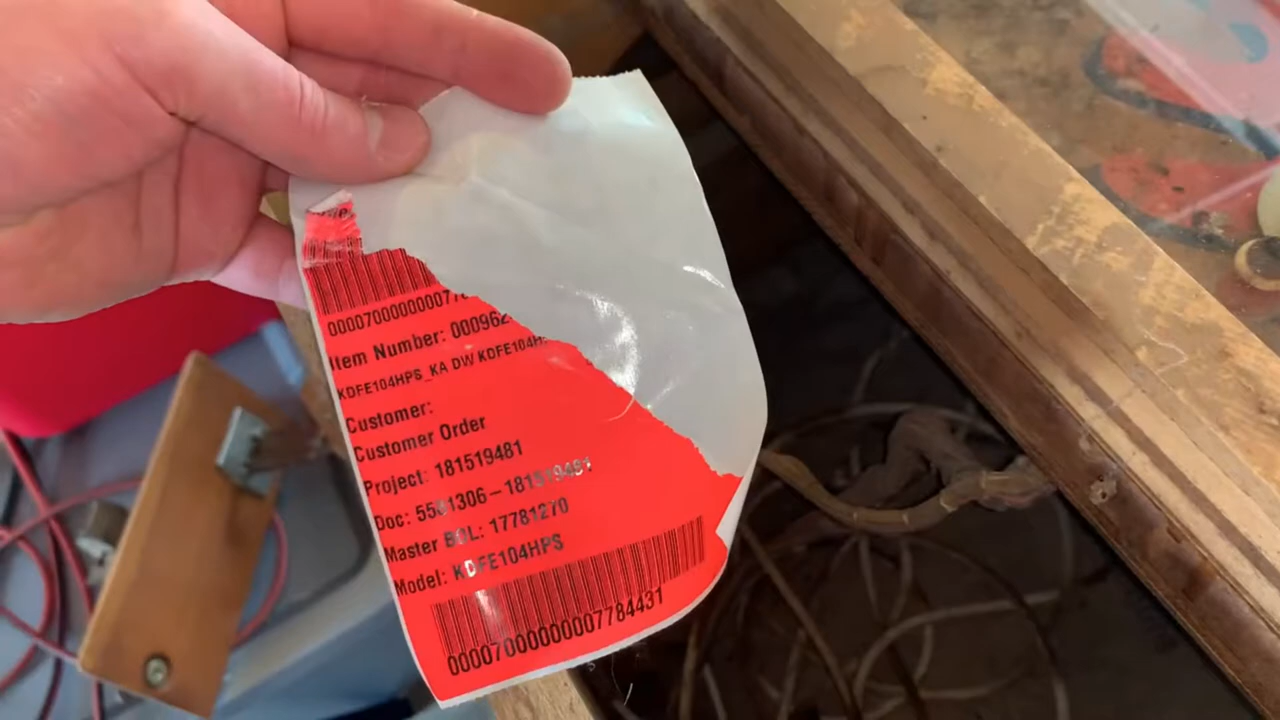 Item Number: 000962
KDFE104HPS_KA DW KDFE104H
Customer:
Customer Order
Project: 181519481
Doc: 5501306-181519481
Master BOL: 17781270
Model: KDFE104HPS
00007000000007784431